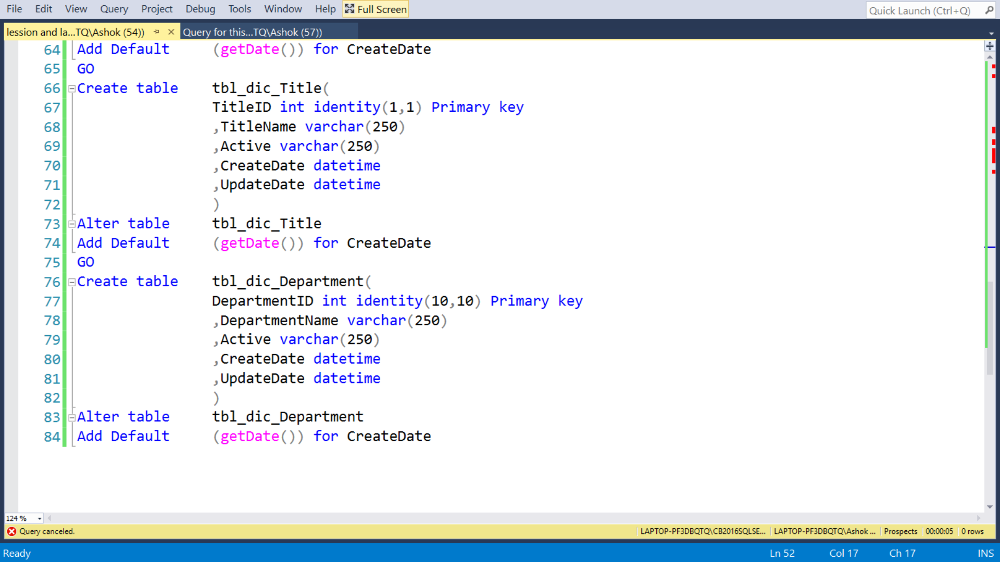 File Edit View Query Project Debug Tools Window Help Full Screen Quick Launch (Ctrl+Q)
lession and la...TQ\Ashok (54)) Query for this...TQ\Ashok (57))
64 Add Default (getDate()) for CreateDate
65 GO
66 Create table tbl_dic_Title(
67 TitleID int identity(1,1) Primary key
68 ,TitleName varchar(250)
69 ,Active varchar(250)
70 ,CreateDate datetime
71 ,UpdateDate datetime
72 )
73 Alter table tbl_dic_Title
74 Add Default (getDate()) for CreateDate
75 GO
76 Create table tbl_dic_Department(
77 DepartmentID int identity(10,10) Primary key
78 ,DepartmentName varchar(250)
79 ,Active varchar(250)
80 ,CreateDate datetime
81 ,UpdateDate datetime
82 )
83 Alter table tbl_dic_Department
84 Add Default (getDate()) for CreateDate
124 %
Query canceled. LAPTOP-PF3DBQTQ\CB2016SQLSE... LAPTOP-PF3DBQTQ\Ashok ... Prospects 00:00:05 0 rows
Ready Ln 52 Col 17 Ch 17 INS